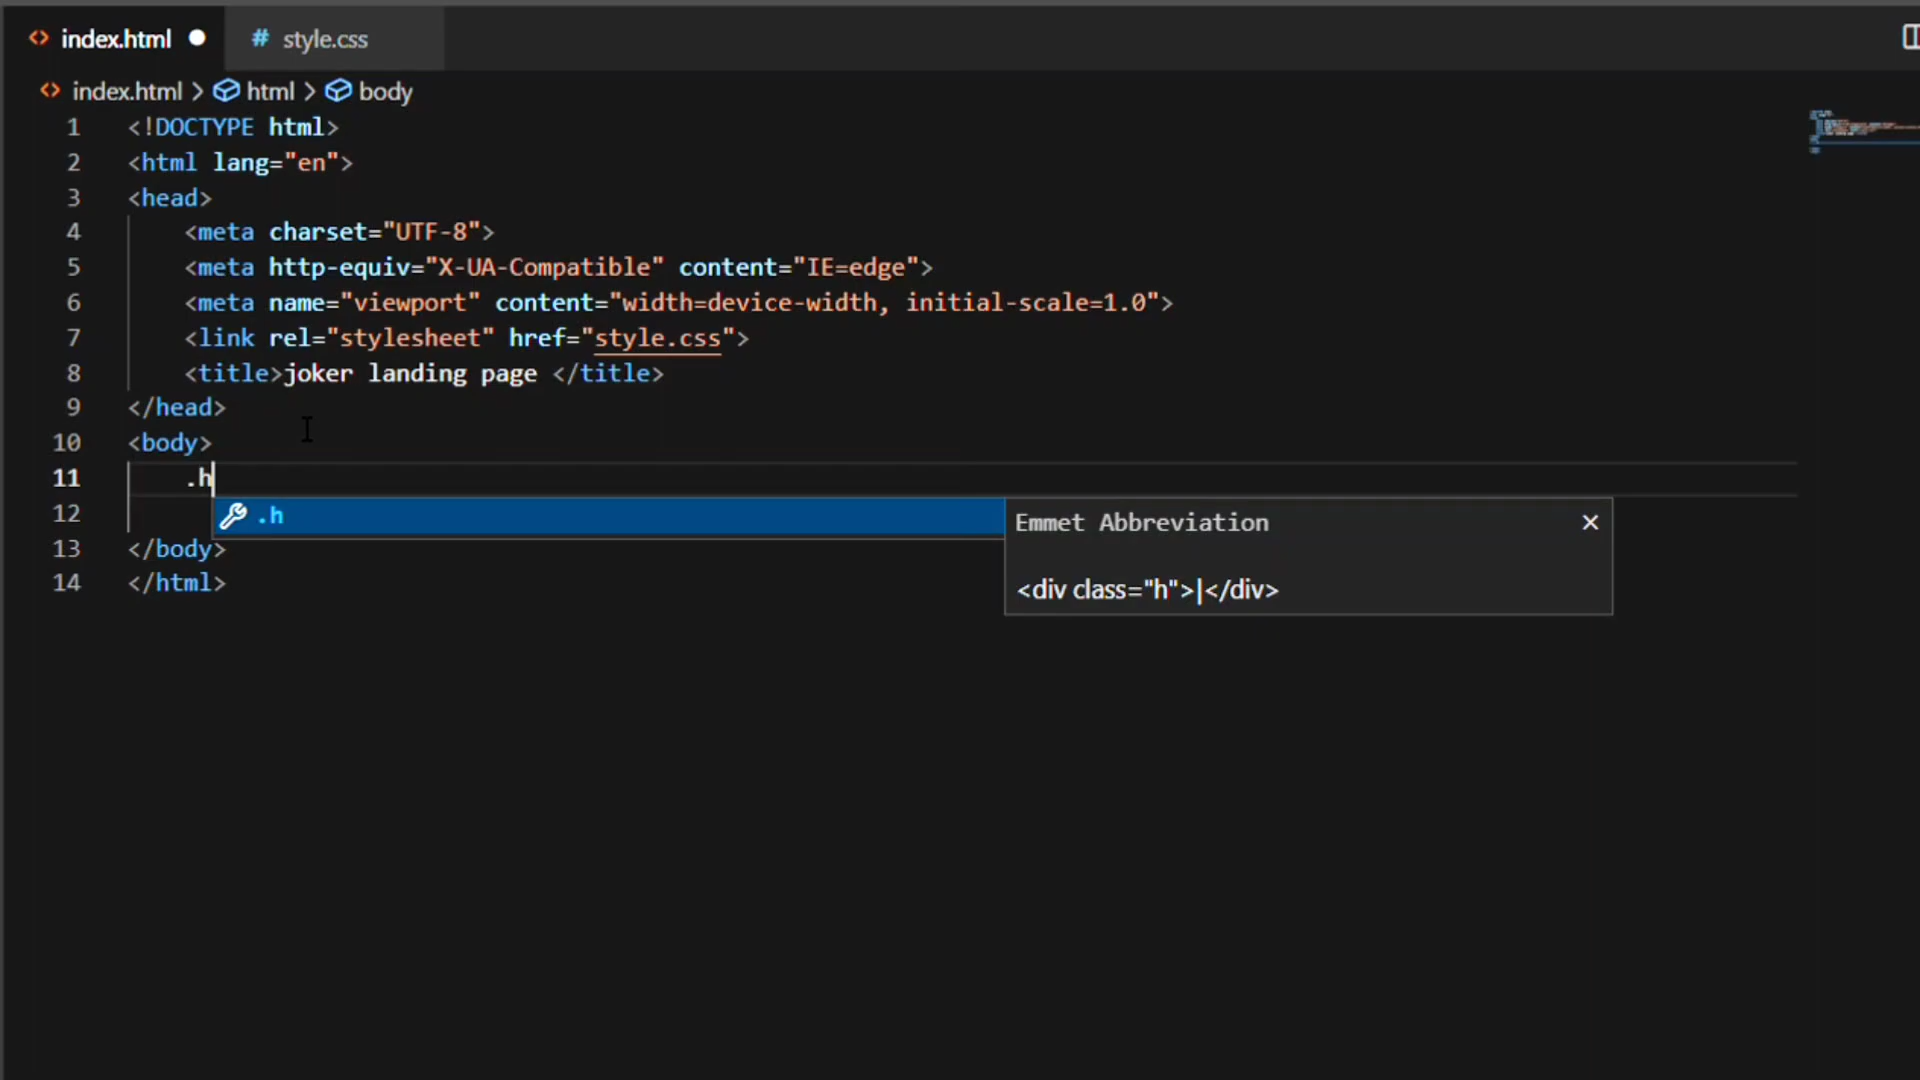 index.html style.css
index.html > html > body
1 <!DOCTYPE html>
2 <html lang="en">
3 <head>
4 <meta charset="UTF-8">
5 <meta http-equiv="X-UA-Compatible" content="IE=edge">
6 <meta name="viewport" content="width=device-width, initial-scale=1.0">
7 <link rel="stylesheet" href="style.css">
8 <title>joker landing page </title>
9 </head>
10 <body>
11 .h
.h
Emmet Abbreviation
<div class="h">|</div>
12
13 </body>
14 </html>